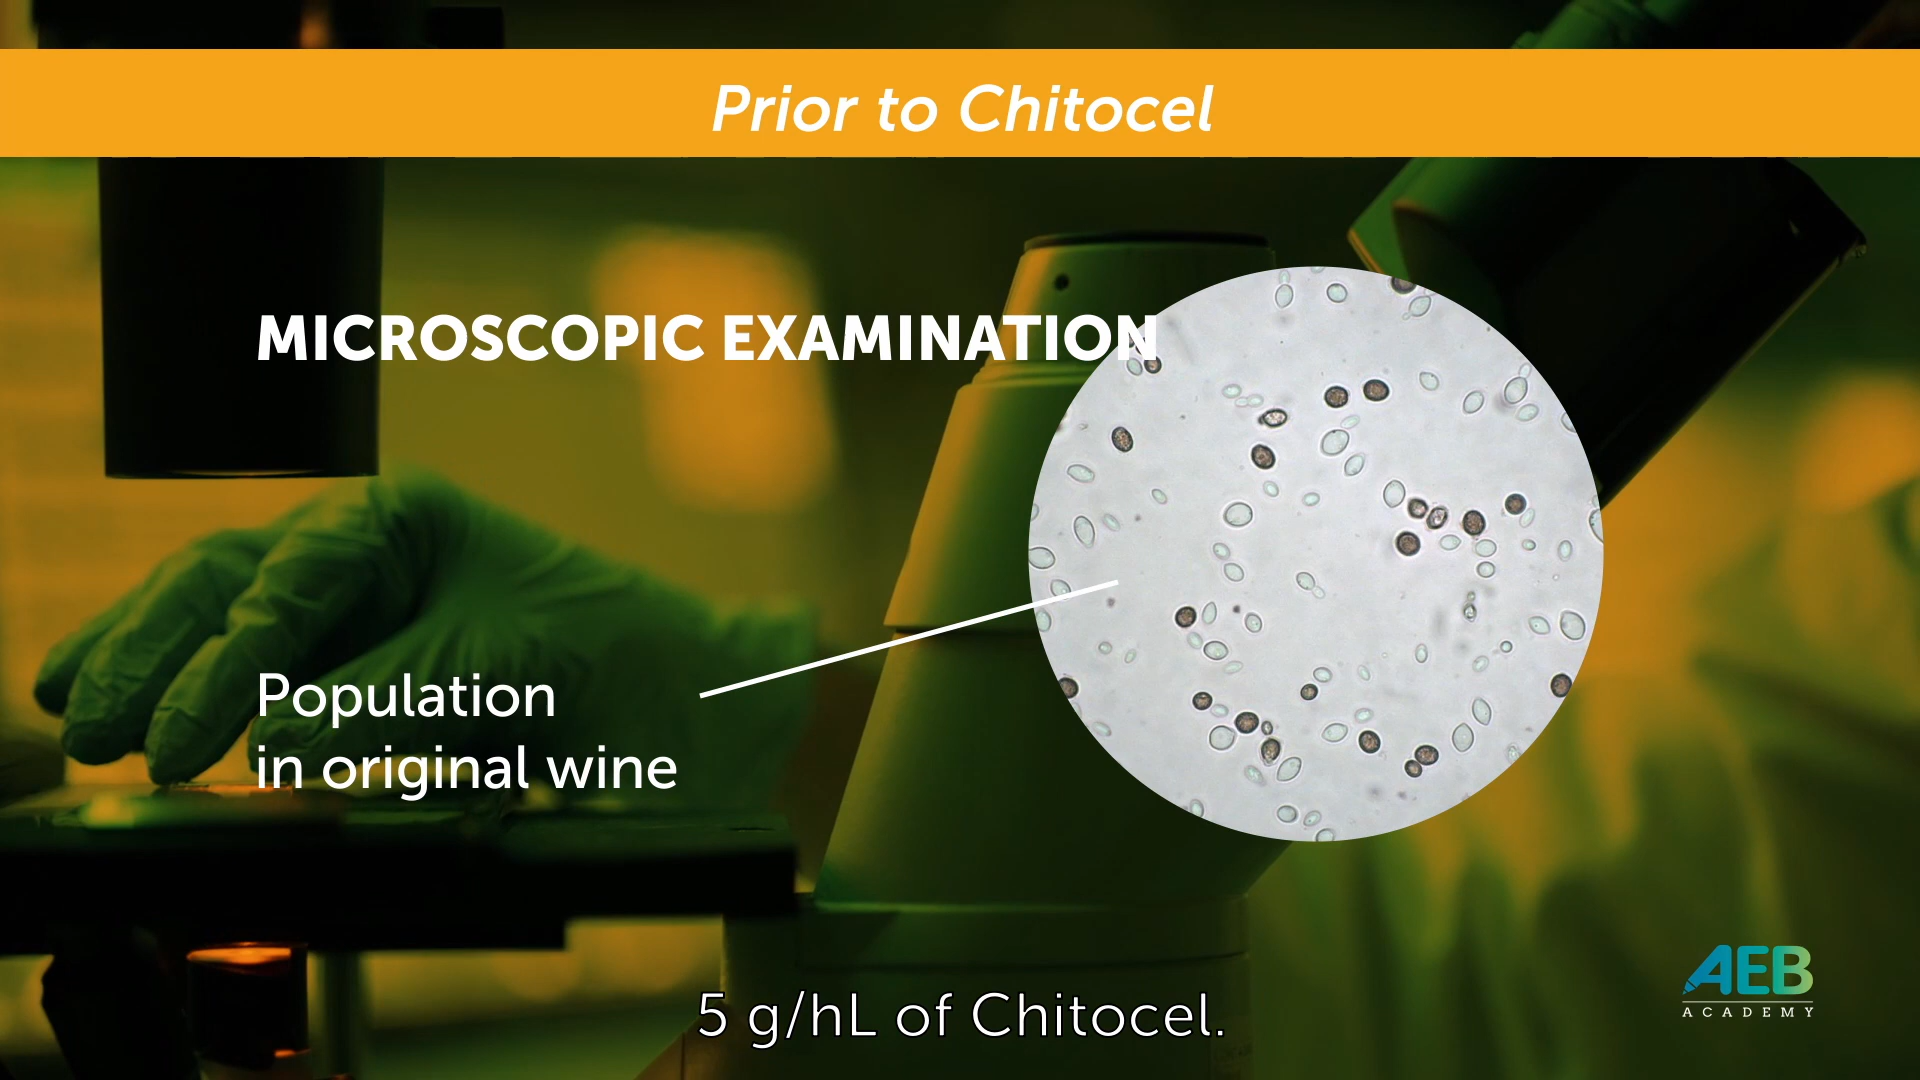 Prior to Chitocel
MICROSCOPIC EXAMINATION
Population
in original wine
AEB
ACADEMY
5 g/hL of Chitocel.